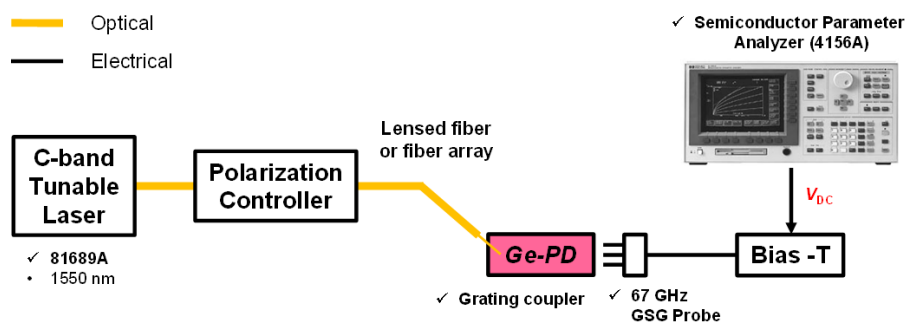 Optical
Electrical
✓ Semiconductor Parameter
Analyzer (4156A)
Lensed fiber
or fiber array
C-band
Tunable
Laser
Polarization
Controller
V_DC
Ge-PD
Bias -T
✓ 81689A
• 1550 nm
✓ Grating coupler
✓ 67 GHz
GSG Probe